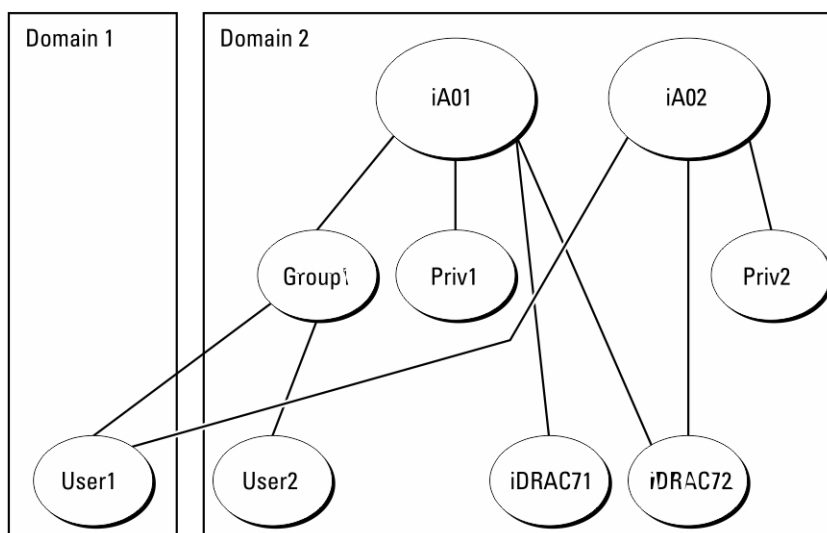 Domain 1
Domain 2
iA01
iA02
Group1
Priv1
Priv2
User1
User2
iDRAC71
iDRAC72